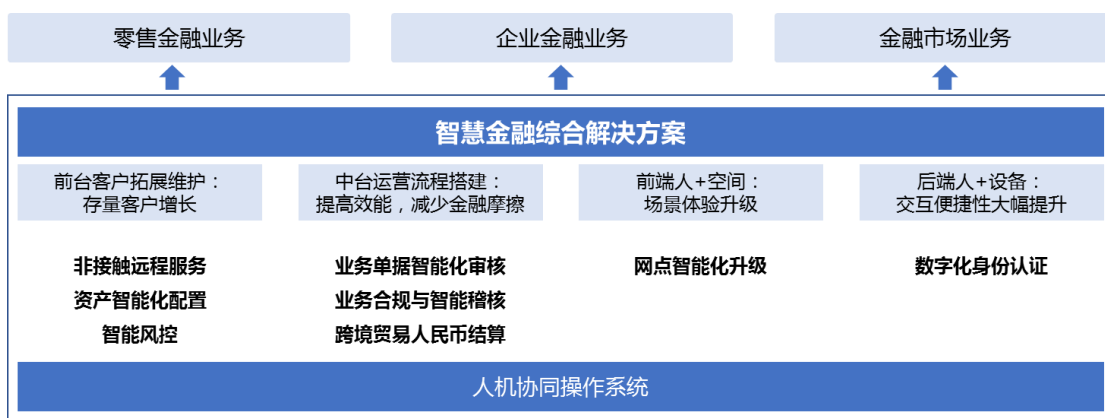 零售金融业务
企业金融业务
金融市场业务
智慧金融综合解决方案
前台客户拓展维护：
存量客户增长
中台运营流程搭建：
提高效能，减少金融摩擦
前端人+空间：
场景体验升级
后端人+设备：
交互便捷性大幅提升
非接触远程服务
资产智能化配置
智能风控
业务单据智能化审核
业务合规与智能稽核
跨境贸易人民币结算
网点智能化升级
数字化身份认证
人机协同操作系统